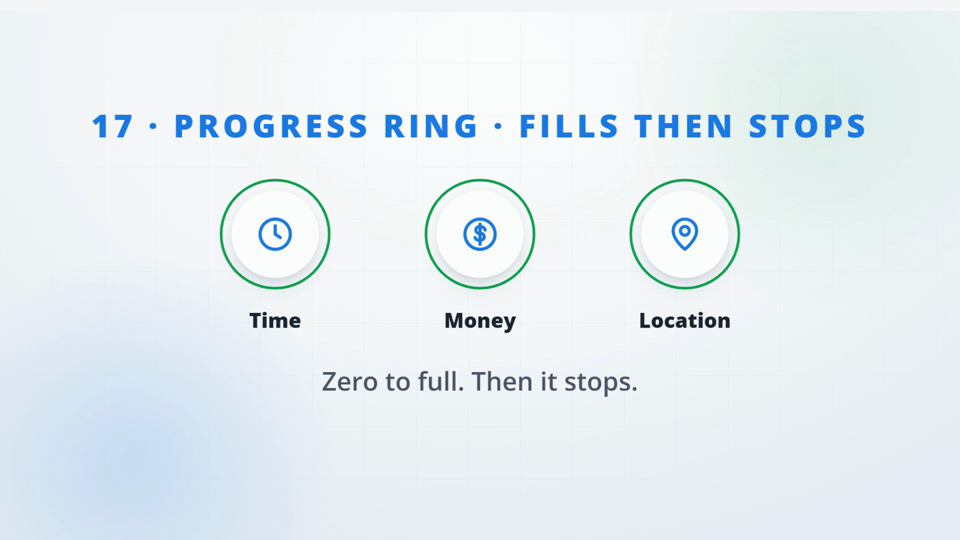 17 · PROGRESS RING · FILLS THEN STOPS
Time
Money
Location
Zero to full. Then it stops.